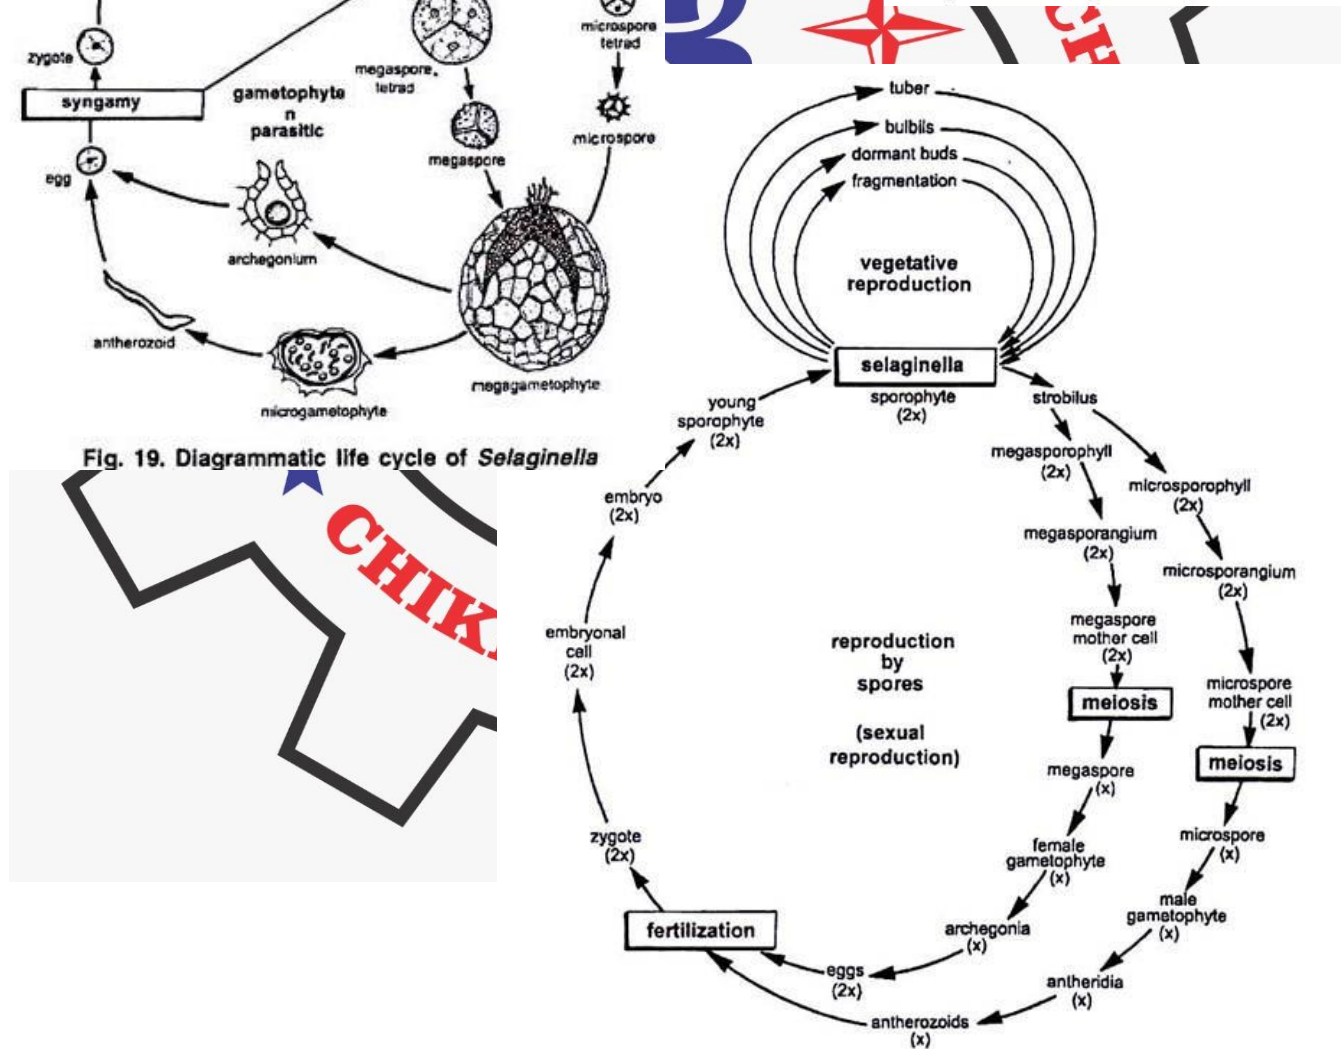 zygote
syngamy
egg
gametophyte
n
parasitic
megaspore.
tetrad
megaspore
microspore
tetrad
microspore
archegonium
antherozoid
microgametophyte
megagametophyte
Fig. 19. Diagrammatic life cycle of Selaginella
CH
CHIK
tuber
bulbils
dormant buds
fragmentation
vegetative
reproduction
selaginella
sporophyte
(2x)
strobilus
megasporophyll
(2x)
microsporophyll
(2x)
megasporangium
(2x)
microsporangium
(2x)
megaspore
mother cell
(2x)
microspore
mother cell
(2x)
meiosis
meiosis
megaspore
(x)
microspore
(x)
female
gametophyte
(x)
male
gametophyte
(x)
archegonia
(x)
antheridia
(x)
eggs
(2x)
antherozoids
(x)
fertilization
zygote
(2x)
embryonal
cell
(2x)
embryo
(2x)
young
sporophyte
(2x)
reproduction
by
spores
(sexual
reproduction)